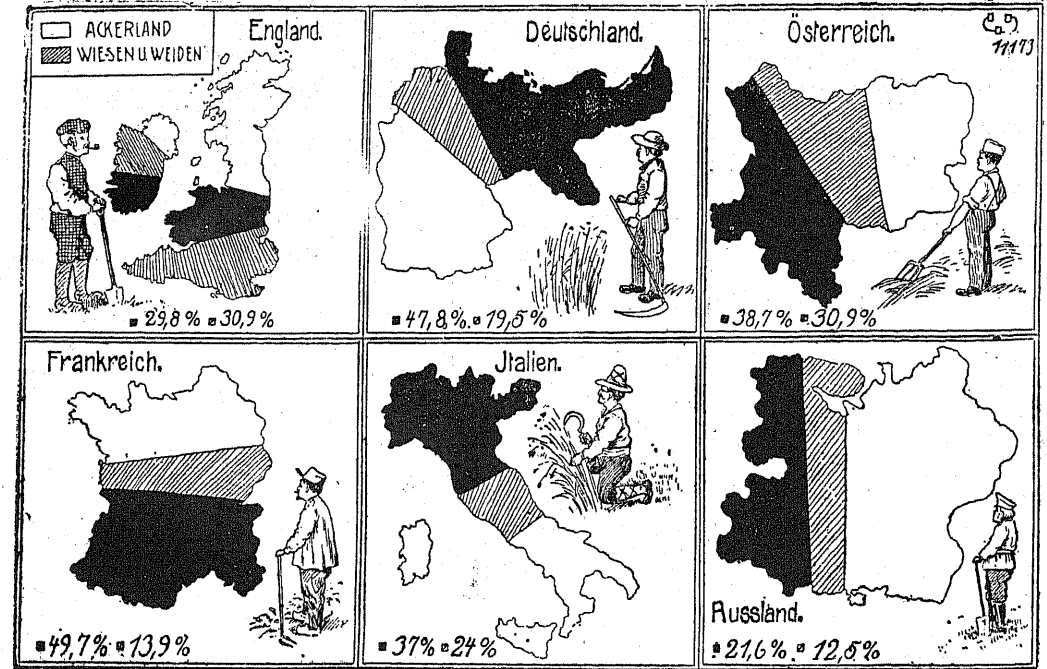 ACKERLAND
WIESEN U. WEIDEN
England.
29,8% 30,9%
Deutschland.
47,8% 19,5%
Österreich.
11173
38,7% 30,9%
Frankreich.
49,7% 13,9%
Jtalien.
37% 24%
Russland.
21,6% 12,5%